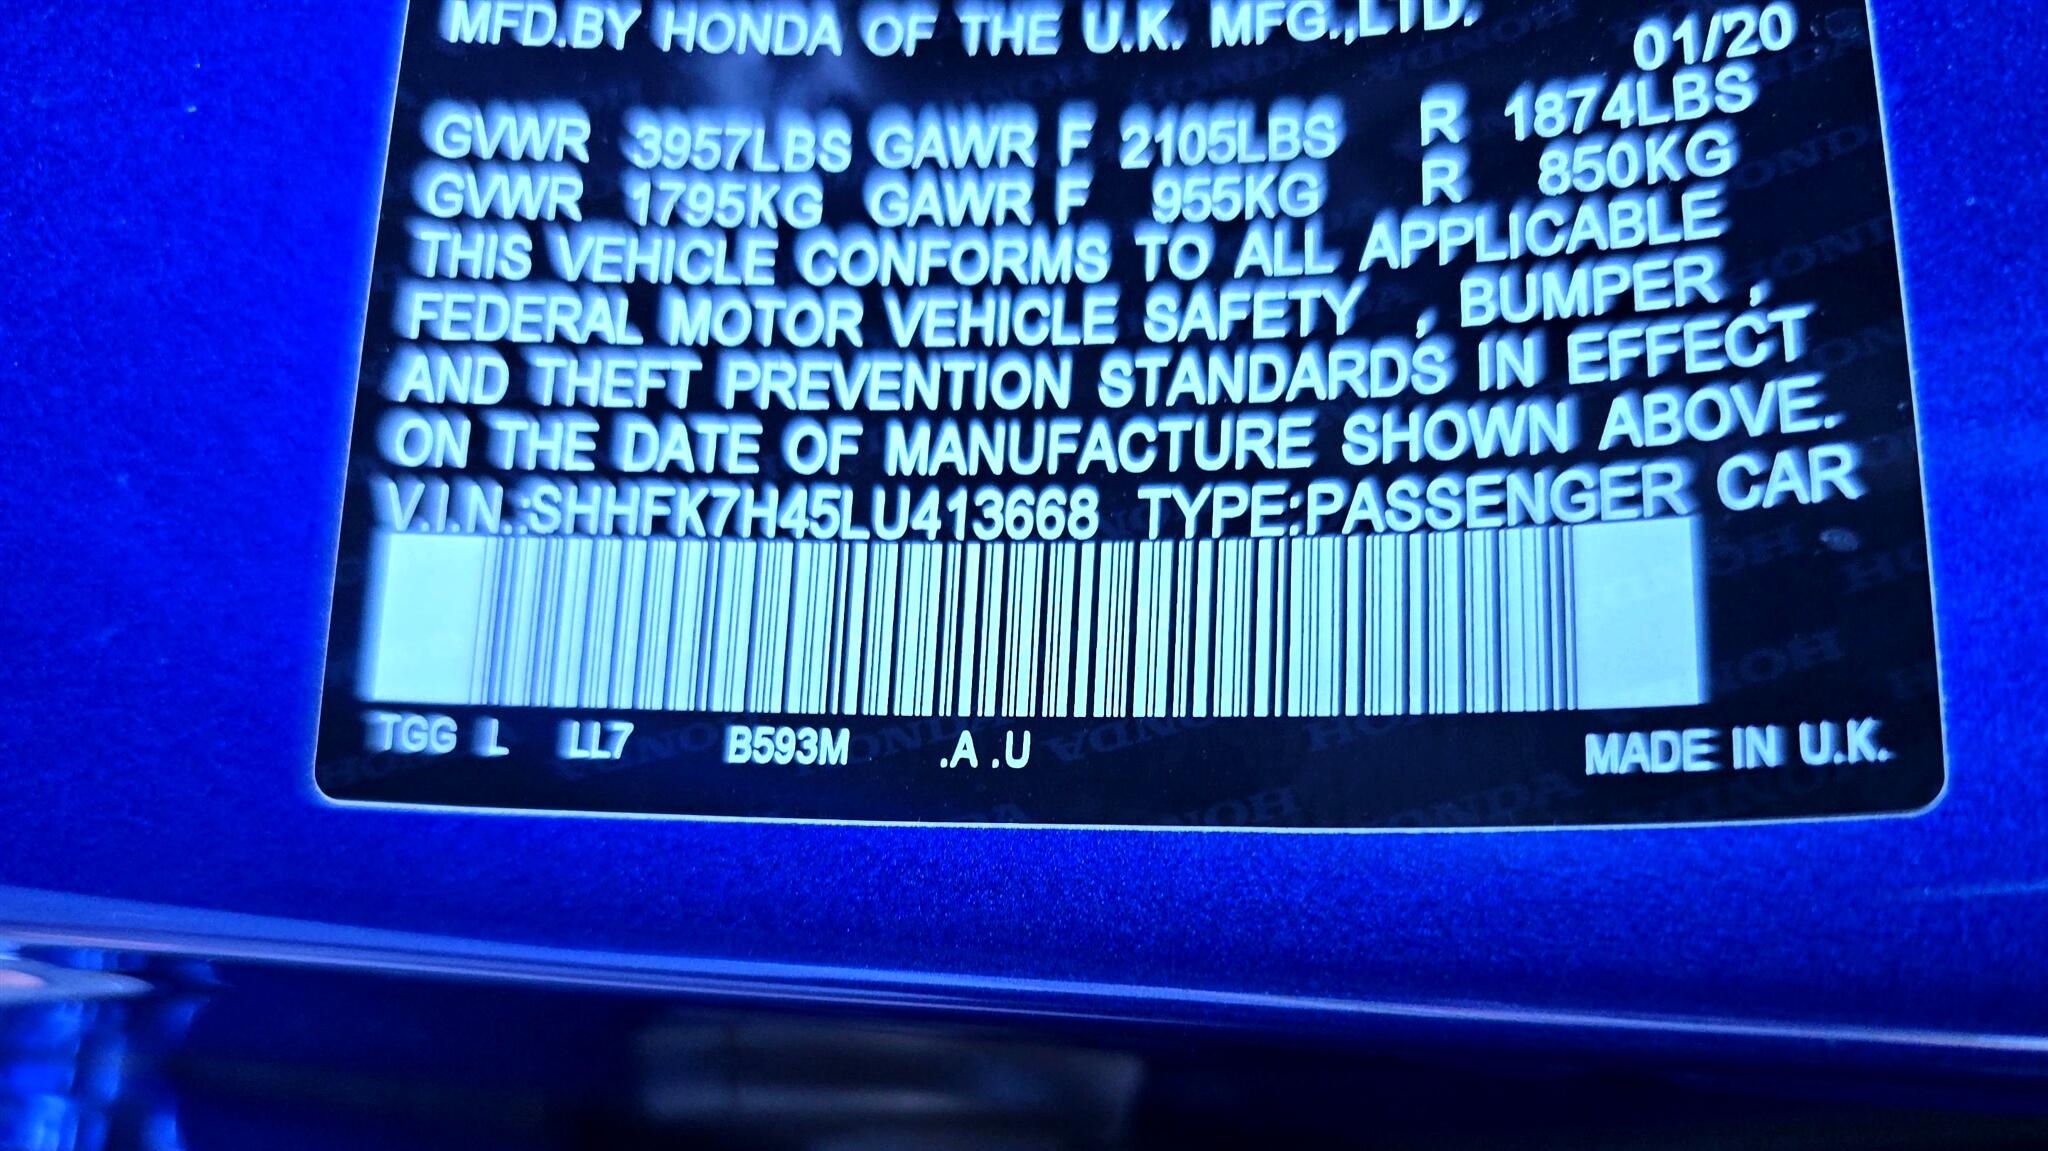 MFD.BY HONDA OF THE U.K. MFG.,LTD.
01/20
GVWR 3957LBS GAWR F 2105LBS R 1874LBS
GVWR 1795KG GAWR F 955KG R 850KG
THIS VEHICLE CONFORMS TO ALL APPLICABLE
FEDERAL MOTOR VEHICLE SAFETY , BUMPER ,
AND THEFT PREVENTION STANDARDS IN EFFECT
ON THE DATE OF MANUFACTURE SHOWN ABOVE.
V.I.N.:SHHFK7H45LU413668 TYPE:PASSENGER CAR
TGG L LL7 B593M .A .U MADE IN U.K.